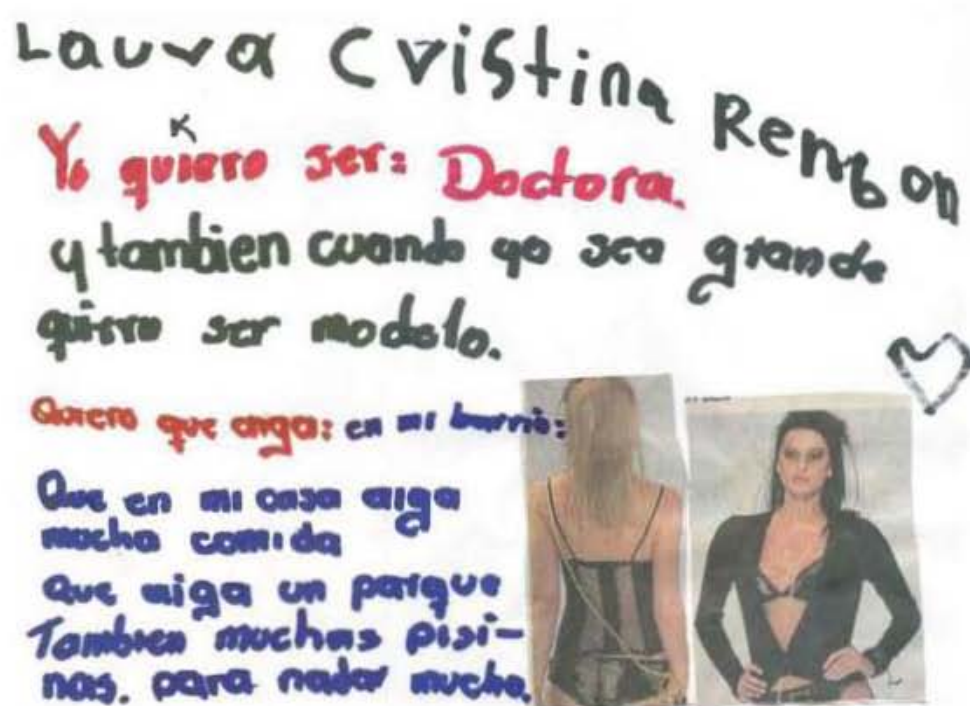 Laura Cristina Rengon
Yo quiero ser: Doctora.
y tambien cuando yo sea grande
quiero ser modelo.
Quiero que aiga: en mi barrio:
Que en mi casa aiga
mucha comida
Que aiga un parque
Tambien muchas pisi-
nas. para nadar mucho.